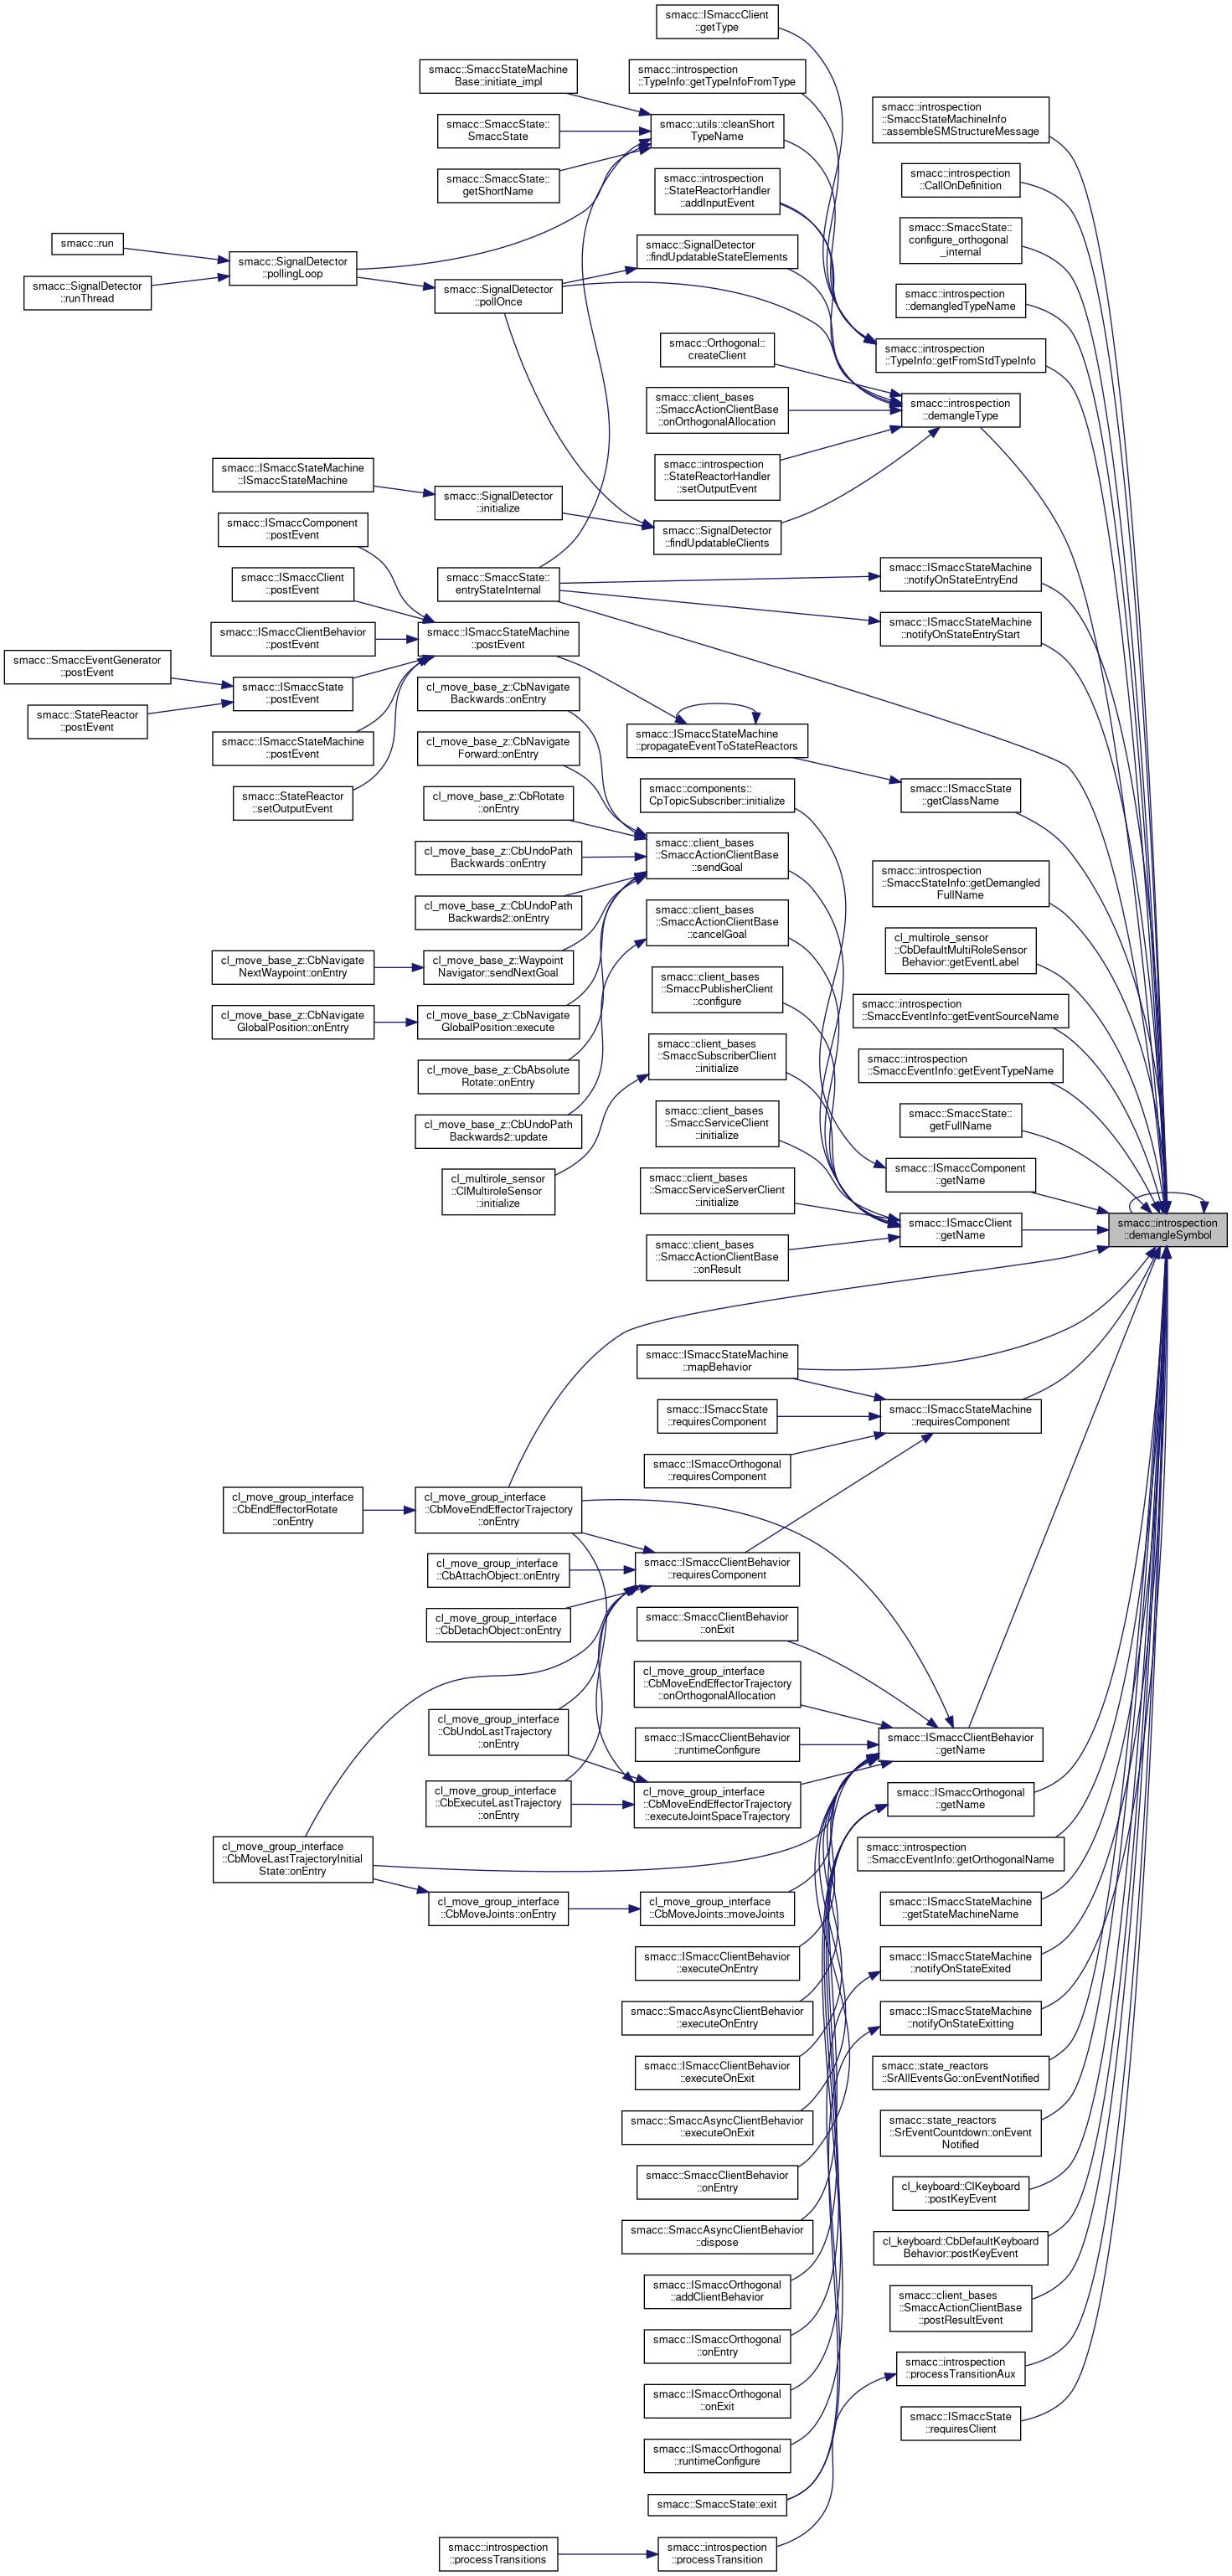 smacc::ISmaccClient
::getType
smacc::SmaccStateMachine
Base::initiate_impl
smacc::introspection
::TypeInfo::getTypeInfoFromType
smacc::introspection
::SmaccStateMachineInfo
::assembleSMStructureMessage
smacc::SmaccState::
SmaccState
smacc::utils::cleanShort
TypeName
smacc::introspection
::CallOnDefinition
smacc::SmaccState::
getShortName
smacc::introspection
::StateReactorHandler
::addInputEvent
smacc::SmaccState::
configure_orthogonal
_internal
smacc::run
smacc::SignalDetector
::pollingLoop
smacc::SignalDetector
::findUpdatableStateElements
smacc::SignalDetector
::runThread
smacc::SignalDetector
::pollOnce
smacc::introspection
::demangledTypeName
smacc::Orthogonal::
createClient
smacc::introspection
::TypeInfo::getFromStdTypeInfo
smacc::client_bases
::SmaccActionClientBase
::onOrthogonalAllocation
smacc::introspection
::demangleType
smacc::introspection
::StateReactorHandler
::setOutputEvent
smacc::ISmaccStateMachine
::ISmaccStateMachine
smacc::SignalDetector
::initialize
smacc::SignalDetector
::findUpdatableClients
smacc::ISmaccComponent
::postEvent
smacc::ISmaccClient
::postEvent
smacc::SmaccState::
entryStateInternal
smacc::ISmaccStateMachine
::notifyOnStateEntryEnd
smacc::ISmaccClientBehavior
::postEvent
smacc::ISmaccStateMachine
::postEvent
smacc::ISmaccStateMachine
::notifyOnStateEntryStart
smacc::SmaccEventGenerator
::postEvent
smacc::ISmaccState
::postEvent
cl_move_base_z::CbNavigate
Backwards::onEntry
smacc::StateReactor
::postEvent
smacc::ISmaccStateMachine
::postEvent
cl_move_base_z::CbNavigate
Forward::onEntry
smacc::ISmaccStateMachine
::propagateEventToStateReactors
smacc::StateReactor
::setOutputEvent
cl_move_base_z::CbRotate
::onEntry
smacc::components::
CpTopicSubscriber::initialize
smacc::ISmaccState
::getClassName
cl_move_base_z::CbUndoPath
Backwards::onEntry
smacc::client_bases
::SmaccActionClientBase
::sendGoal
smacc::introspection
::SmaccStateInfo::getDemangled
FullName
cl_move_base_z::CbUndoPath
Backwards2::onEntry
smacc::client_bases
::SmaccActionClientBase
::cancelGoal
cl_multirole_sensor
::CbDefaultMultiRoleSensor
Behavior::getEventLabel
cl_move_base_z::CbNavigate
NextWaypoint::onEntry
cl_move_base_z::Waypoint
Navigator::sendNextGoal
smacc::client_bases
::SmaccPublisherClient
::configure
smacc::introspection
::SmaccEventInfo::getEventSourceName
cl_move_base_z::CbNavigate
GlobalPosition::onEntry
cl_move_base_z::CbNavigate
GlobalPosition::execute
smacc::client_bases
::SmaccSubscriberClient
::initialize
smacc::introspection
::SmaccEventInfo::getEventTypeName
cl_move_base_z::CbAbsolute
Rotate::onEntry
smacc::client_bases
::SmaccServiceClient
::initialize
smacc::SmaccState::
getFullName
cl_move_base_z::CbUndoPath
Backwards2::update
smacc::ISmaccComponent
::getName
cl_multirole_sensor
::ClMultiroleSensor
::initialize
smacc::client_bases
::SmaccServiceServerClient
::initialize
smacc::ISmaccClient
::getName
smacc::introspection
::demangleSymbol
smacc::client_bases
::SmaccActionClientBase
::onResult
smacc::ISmaccStateMachine
::mapBehavior
smacc::ISmaccState
::requiresComponent
smacc::ISmaccStateMachine
::requiresComponent
smacc::ISmaccOrthogonal
::requiresComponent
cl_move_group_interface
::CbEndEffectorRotate
::onEntry
cl_move_group_interface
::CbMoveEndEffectorTrajectory
::onEntry
cl_move_group_interface
::CbAttachObject::onEntry
smacc::ISmaccClientBehavior
::requiresComponent
cl_move_group_interface
::CbDetachObject::onEntry
smacc::SmaccClientBehavior
::onExit
cl_move_group_interface
::CbMoveEndEffectorTrajectory
::onOrthogonalAllocation
cl_move_group_interface
::CbUndoLastTrajectory
::onEntry
smacc::ISmaccClientBehavior
::runtimeConfigure
smacc::ISmaccClientBehavior
::getName
cl_move_group_interface
::CbExecuteLastTrajectory
::onEntry
cl_move_group_interface
::CbMoveEndEffectorTrajectory
::executeJointSpaceTrajectory
smacc::ISmaccOrthogonal
::getName
cl_move_group_interface
::CbMoveLastTrajectoryInitial
State::onEntry
smacc::introspection
::SmaccEventInfo::getOrthogonalName
cl_move_group_interface
::CbMoveJoints::onEntry
cl_move_group_interface
::CbMoveJoints::moveJoints
smacc::ISmaccStateMachine
::getStateMachineName
smacc::ISmaccClientBehavior
::executeOnEntry
smacc::ISmaccStateMachine
::notifyOnStateExited
smacc::SmaccAsyncClientBehavior
::executeOnEntry
smacc::ISmaccStateMachine
::notifyOnStateExitting
smacc::ISmaccClientBehavior
::executeOnExit
smacc::state_reactors
::SrAllEventsGo::onEventNotified
smacc::SmaccAsyncClientBehavior
::executeOnExit
smacc::state_reactors
::SrEventCountdown::onEvent
Notified
smacc::SmaccClientBehavior
::onEntry
cl_keyboard::ClKeyboard
::postKeyEvent
smacc::SmaccAsyncClientBehavior
::dispose
cl_keyboard::CbDefaultKeyboard
Behavior::postKeyEvent
smacc::ISmaccOrthogonal
::addClientBehavior
smacc::client_bases
::SmaccActionClientBase
::postResultEvent
smacc::ISmaccOrthogonal
::onEntry
smacc::introspection
::processTransitionAux
smacc::ISmaccOrthogonal
::onExit
smacc::ISmaccState
::requiresClient
smacc::ISmaccOrthogonal
::runtimeConfigure
smacc::SmaccState::exit
smacc::introspection
::processTransitions
smacc::introspection
::processTransition